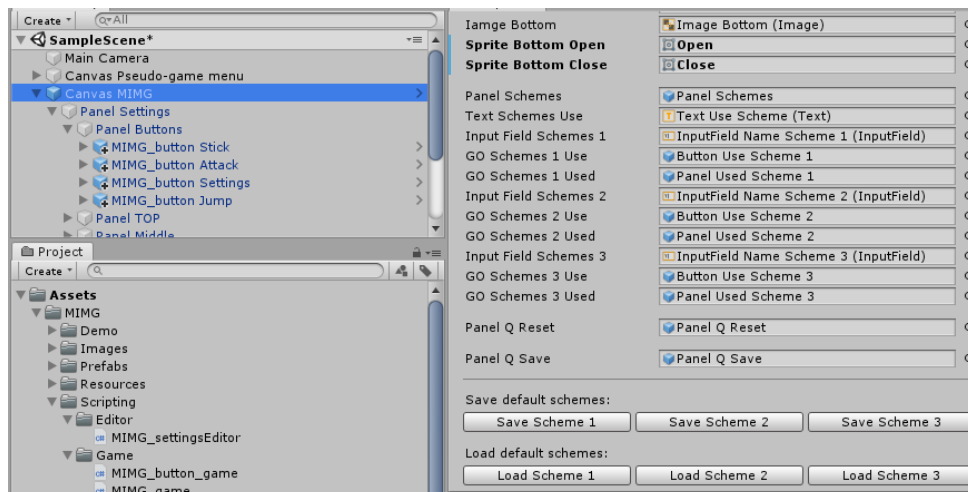 Create
All
SampleScene*
Main Camera
Canvas Pseudo-game menu
Canvas MIMG
Panel Settings
Panel Buttons
MIMG_button Stick
MIMG_button Attack
MIMG_button Settings
MIMG_button Jump
Panel TOP
Panel Middle
Project
Create
Assets
MIMG
Demo
Images
Prefabs
Resources
Scripting
Editor
MIMG_settingsEditor
Game
MIMG_button_game
MIMG_game
Iamge Bottom Image Bottom (Image)
Sprite Bottom Open Open
Sprite Bottom Close Close
Panel Schemes Panel Schemes
Text Schemes Use Text Use Scheme (Text)
Input Field Schemes 1 InputField Name Scheme 1 (InputField)
GO Schemes 1 Use Button Use Scheme 1
GO Schemes 1 Used Panel Used Scheme 1
Input Field Schemes 2 InputField Name Scheme 2 (InputField)
GO Schemes 2 Use Button Use Scheme 2
GO Schemes 2 Used Panel Used Scheme 2
Input Field Schemes 3 InputField Name Scheme 3 (InputField)
GO Schemes 3 Use Button Use Scheme 3
GO Schemes 3 Used Panel Used Scheme 3
Panel Q Reset Panel Q Reset
Panel Q Save Panel Q Save
Save default schemes:
Save Scheme 1 Save Scheme 2 Save Scheme 3
Load default schemes:
Load Scheme 1 Load Scheme 2 Load Scheme 3